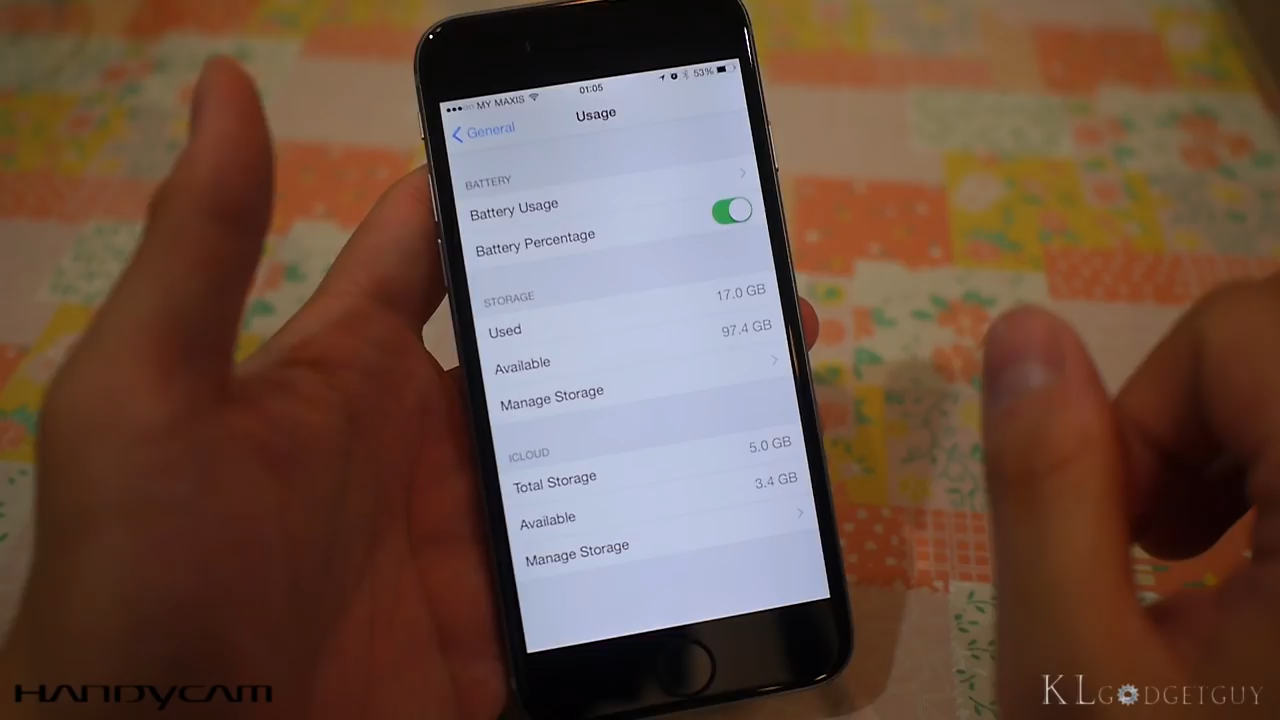 MY MAXIS 01:05 53%
General Usage
BATTERY
Battery Usage
Battery Percentage
STORAGE
Used 17.0 GB
Available 97.4 GB
Manage Storage
ICLOUD
Total Storage 5.0 GB
Available 3.4 GB
Manage Storage
HANDYCAM
KLGADGETGUY